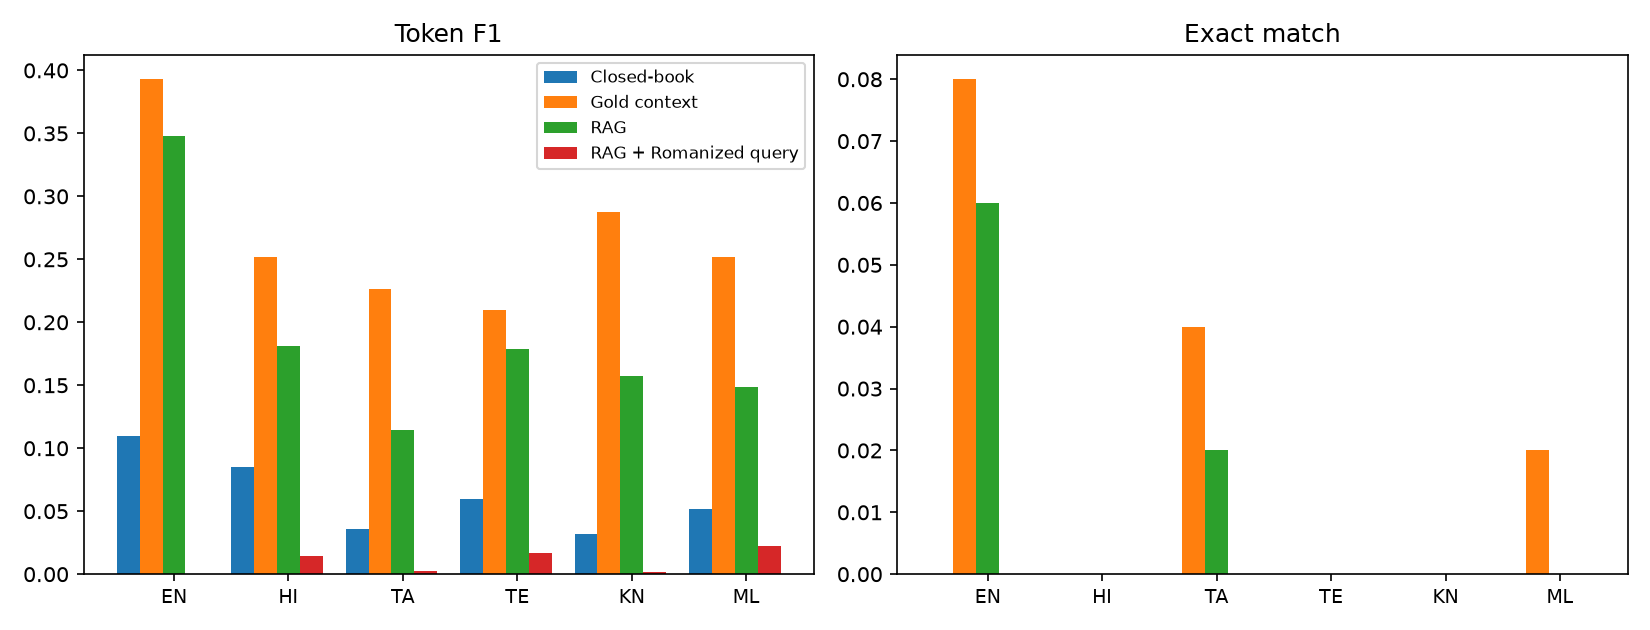 Token F1
0.40
0.35
0.30
0.25
0.20
0.15
0.10
0.05
0.00
EN HI TA TE KN ML
Closed-book
Gold context
RAG
RAG + Romanized query
Exact match
0.08
0.07
0.06
0.05
0.04
0.03
0.02
0.01
0.00
EN HI TA TE KN ML